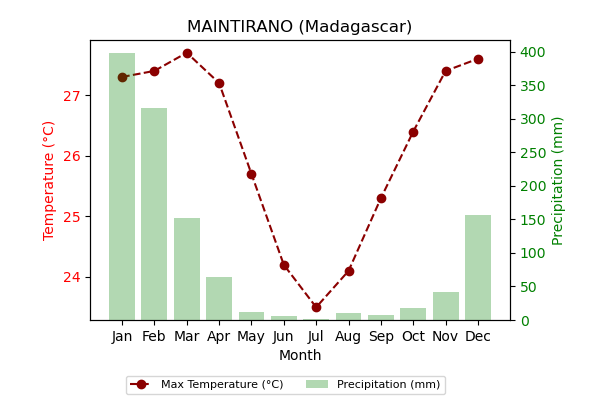 MAINTIRANO (Madagascar)
Temperature (°C)
27
26
25
24
400
350
300
250
200
150
100
50
0
Precipitation (mm)
Jan Feb Mar Apr May Jun Jul Aug Sep Oct Nov Dec
Month
Max Temperature (°C) Precipitation (mm)